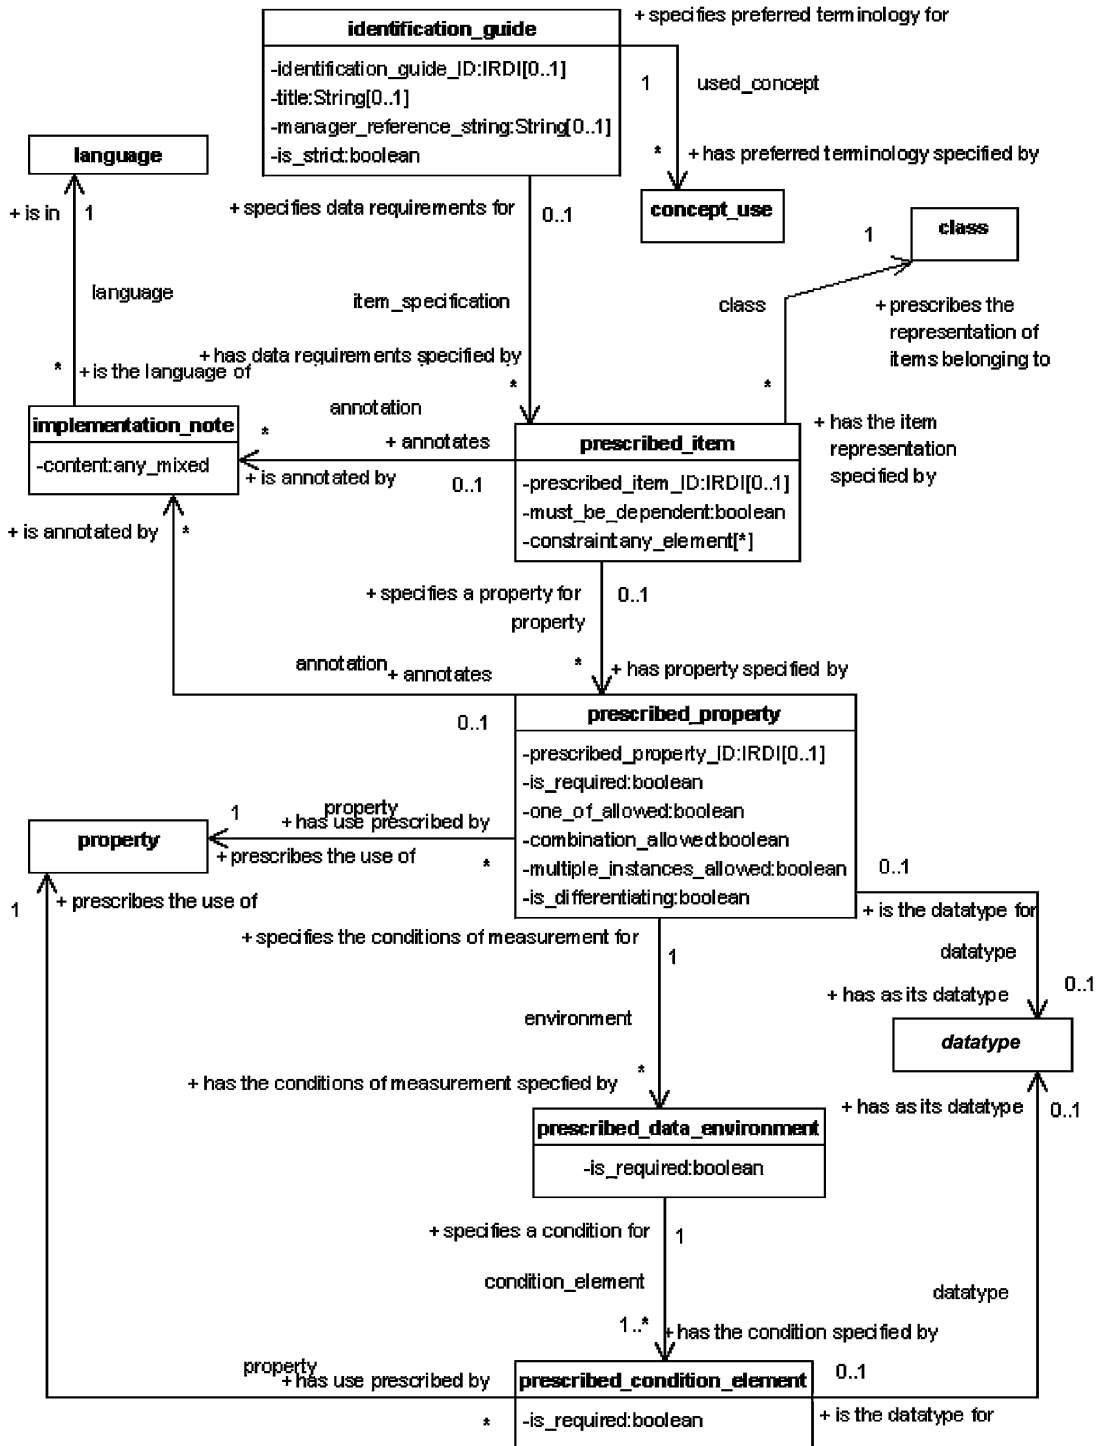 + specifies preferred terminology for
identification_guide
-identification_guide_ID:IRDI[0..1]
-title:String[0..1]
-manager_reference_string:String[0..1]
-is_strict:boolean
1
used_concept
*
+ has preferred terminology specified by
concept_use
language
+ is in
1
language
*
+ is the language of
+ specifies data requirements for
0..1
item_specification
+ has data requirements specified by
*
class
1
class
+ prescribes the
representation of
items belonging to
*
+ has the item
representation
specified by
implementation_note
-content:any_mixed
annotation
*
+ annotates
+ is annotated by
0..1
prescribed_item
-prescribed_item_ID:IRDI[0..1]
-must_be_dependent:boolean
-constraint:any_element[*]
+ is annotated by
*
+ specifies a property for
0..1
property
*
+ has property specified by
annotation
+ annotates
0..1
prescribed_property
-prescribed_property_ID:IRDI[0..1]
-is_required:boolean
-one_of_allowed:boolean
-combination_allowed:boolean
-multiple_instances_allowed:boolean
-is_differentiating:boolean
property
1
property
+ has use prescribed by
+ prescribes the use of
*
1
+ prescribes the use of
0..1
+ is the datatype for
datatype
0..1
+ has as its datatype
datatype
+ specifies the conditions of measurement for
1
environment
*
+ has the conditions of measurement specfied by
+ has as its datatype
0..1
prescribed_data_environment
-is_required:boolean
+ specifies a condition for
1
condition_element
datatype
1..*
+ has the condition specified by
property
+ has use prescribed by
*
prescribed_condition_element
-is_required:boolean
0..1
+ is the datatype for